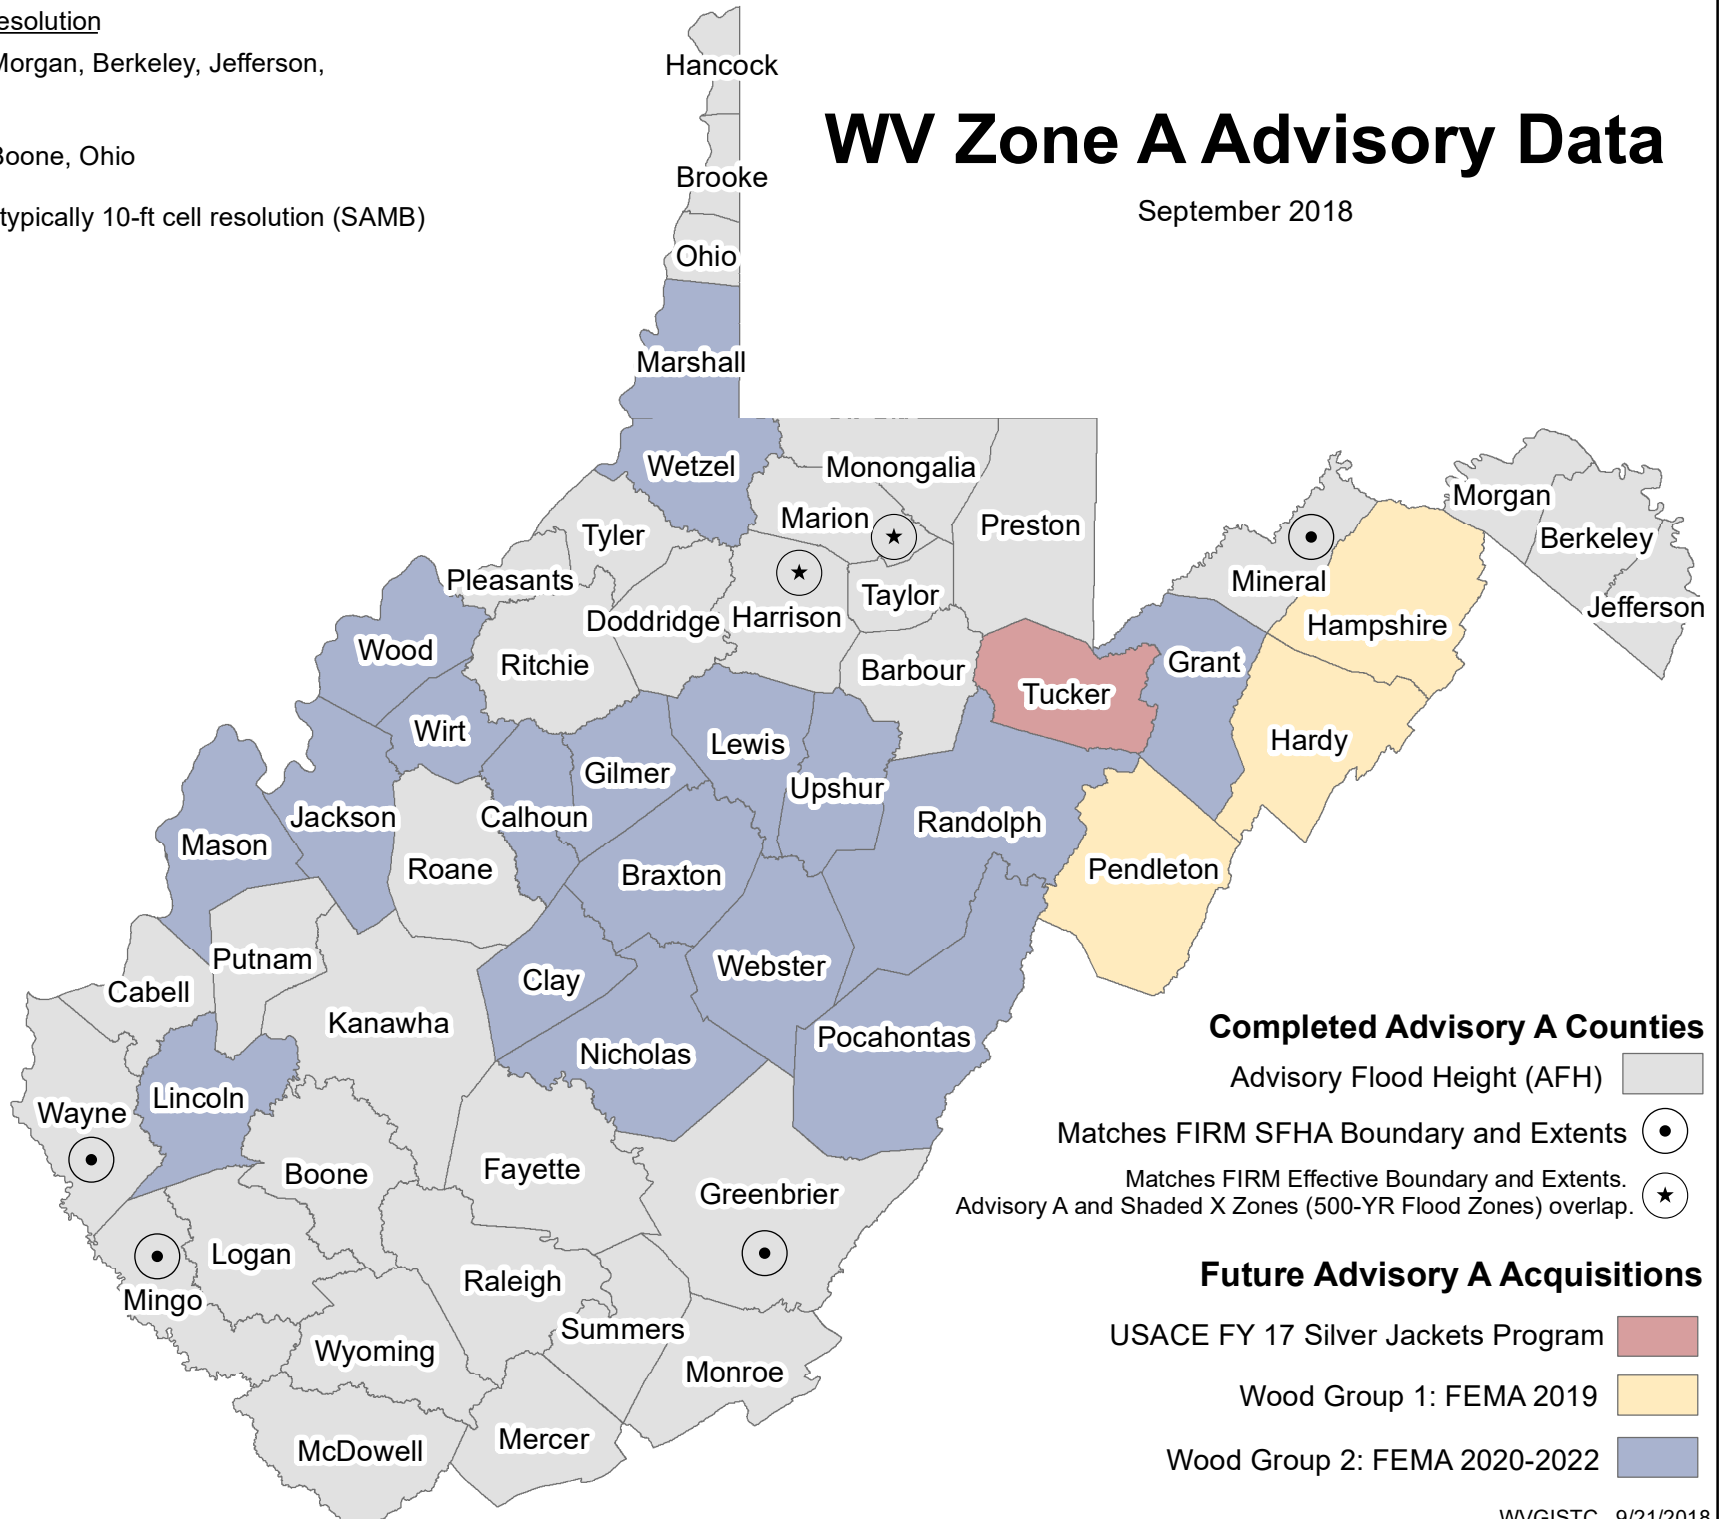 esolution
Morgan, Berkeley, Jefferson,
Boone, Ohio
typically 10-ft cell resolution (SAMB)
WV Zone A Advisory Data
September 2018
Hancock
Brooke
Ohio
Marshall
Wetzel
Monongalia
Marion
Preston
Tyler
Pleasants
Doddridge
Harrison
Taylor
Wood
Ritchie
Barbour
Tucker
Grant
Mineral
Hampshire
Morgan
Berkeley
Jefferson
Hardy
Wirt
Lewis
Gilmer
Upshur
Jackson
Calhoun
Randolph
Mason
Roane
Braxton
Pendleton
Putnam
Clay
Webster
Cabell
Kanawha
Nicholas
Pocahontas
Lincoln
Wayne
Boone
Fayette
Greenbrier
Logan
Raleigh
Mingo
Summers
Wyoming
Monroe
McDowell
Mercer
Completed Advisory A Counties
Advisory Flood Height (AFH)
Matches FIRM SFHA Boundary and Extents
Matches FIRM Effective Boundary and Extents.
Advisory A and Shaded X Zones (500-YR Flood Zones) overlap.
Future Advisory A Acquisitions
USACE FY 17 Silver Jackets Program
Wood Group 1: FEMA 2019
Wood Group 2: FEMA 2020-2022
WVGISTC 9/21/2018